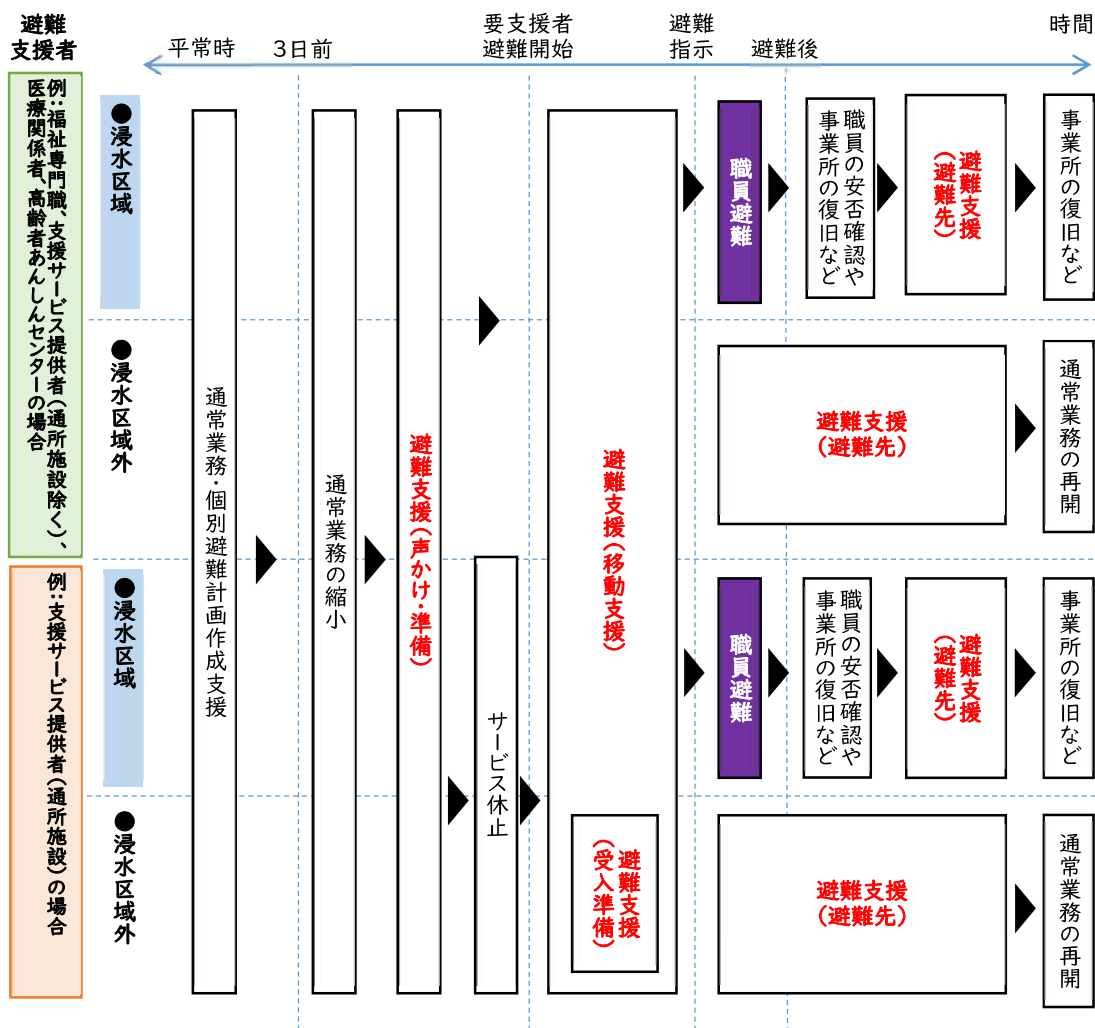 避難
支援者
平常時
3日前
要支援者
避難開始
避難
指示
避難後
時間
例:福祉専門職、支援サービス提供者(通所施設除く)、
医療関係者、高齢者あんしんセンターの場合
●浸水区域
●浸水区域外
例:支援サービス提供者(通所施設)の場合
●浸水区域
●浸水区域外
通常業務・個別避難計画作成支援
通常業務の縮小
避難支援(声かけ・準備)
サービス休止
避難支援(移動支援)
避難支援
(受入準備)
職員避難
職員の安否確認や
事業所の復旧など
避難支援
(避難先)
事業所の復旧など
避難支援
(避難先)
通常業務の再開
職員避難
職員の安否確認や
事業所の復旧など
避難支援
(避難先)
事業所の復旧など
避難支援
(避難先)
通常業務の再開